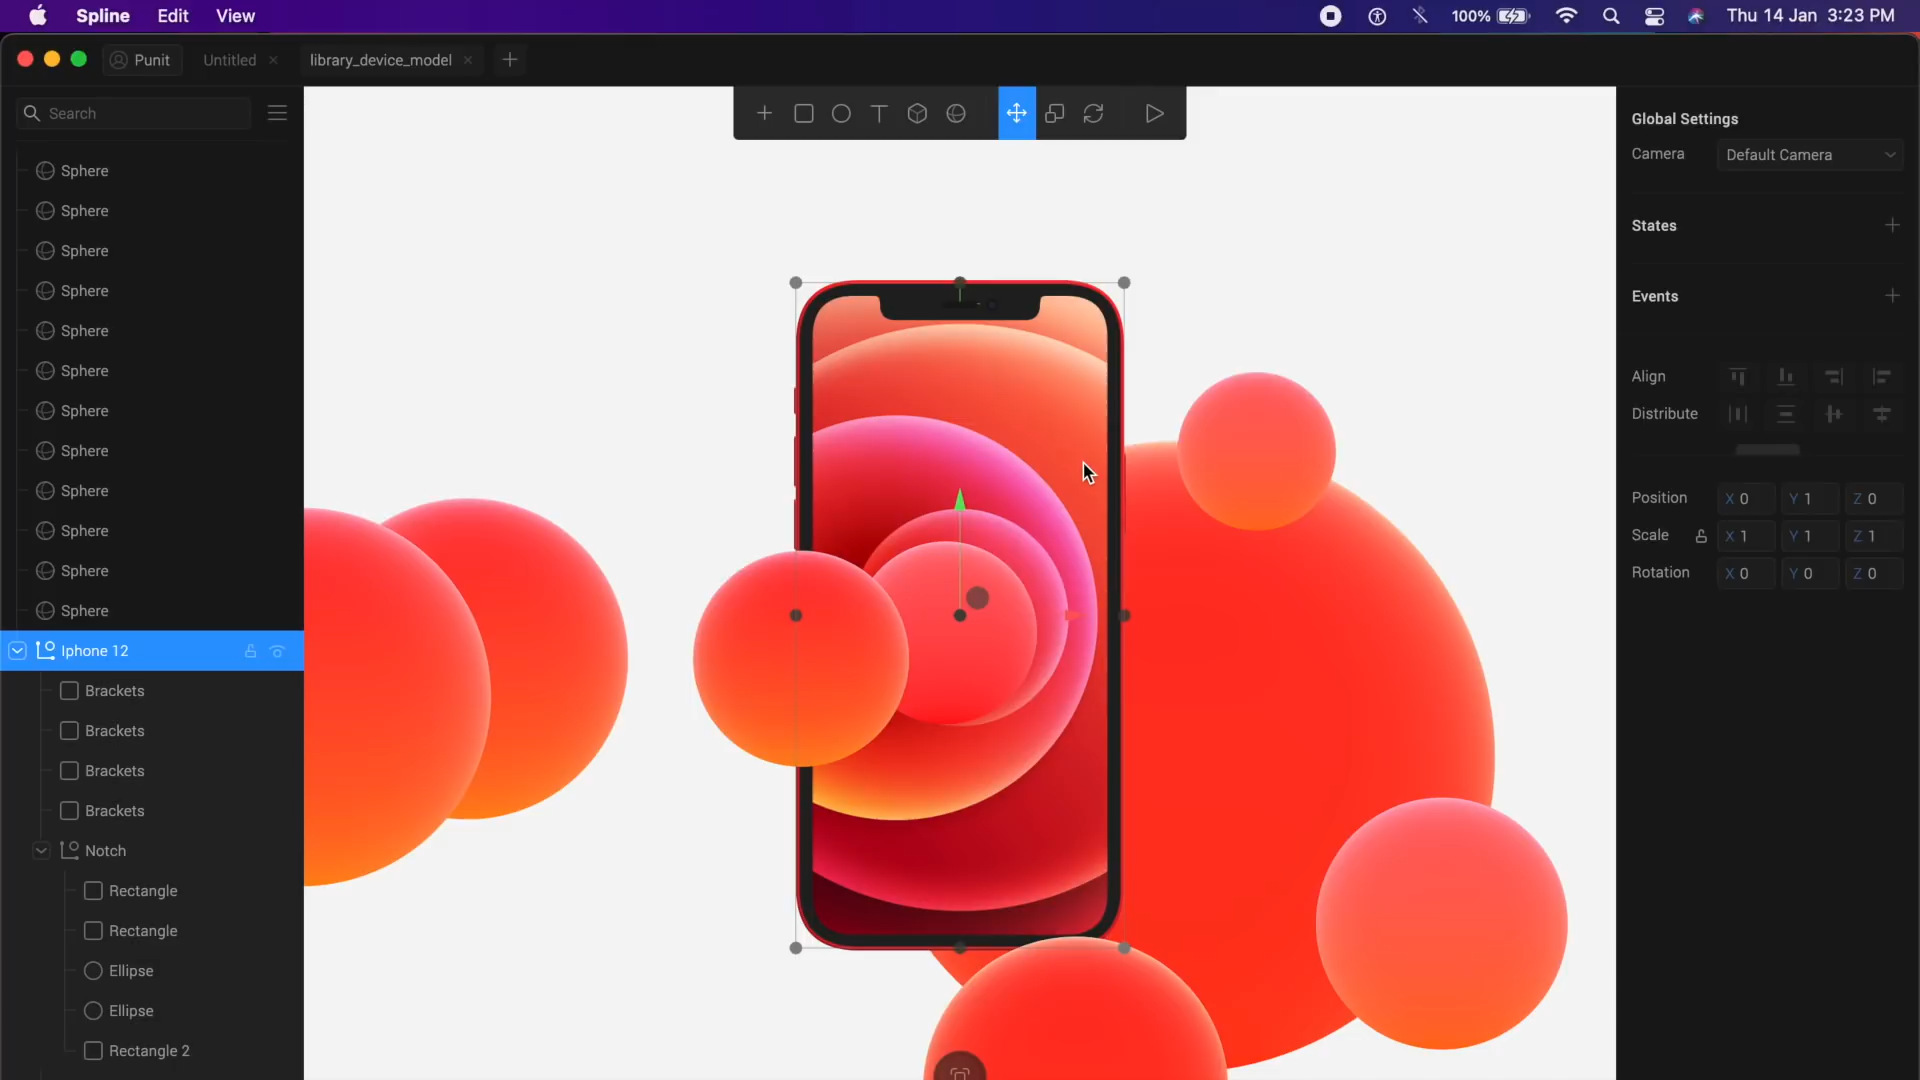 Spline Edit View 100% Thu 14 Jan 3:23 PM
Punit Untitled library_device_model
Search
T
Sphere
Sphere
Sphere
Sphere
Sphere
Sphere
Sphere
Sphere
Sphere
Sphere
Sphere
Sphere
Iphone 12
Brackets
Brackets
Brackets
Brackets
Notch
Rectangle
Rectangle
Ellipse
Ellipse
Rectangle 2
Global Settings
Camera Default Camera
States
Events
Align
Distribute
Position X 0 Y 1 Z 0
Scale X 1 Y 1 Z 1
Rotation X 0 Y 0 Z 0